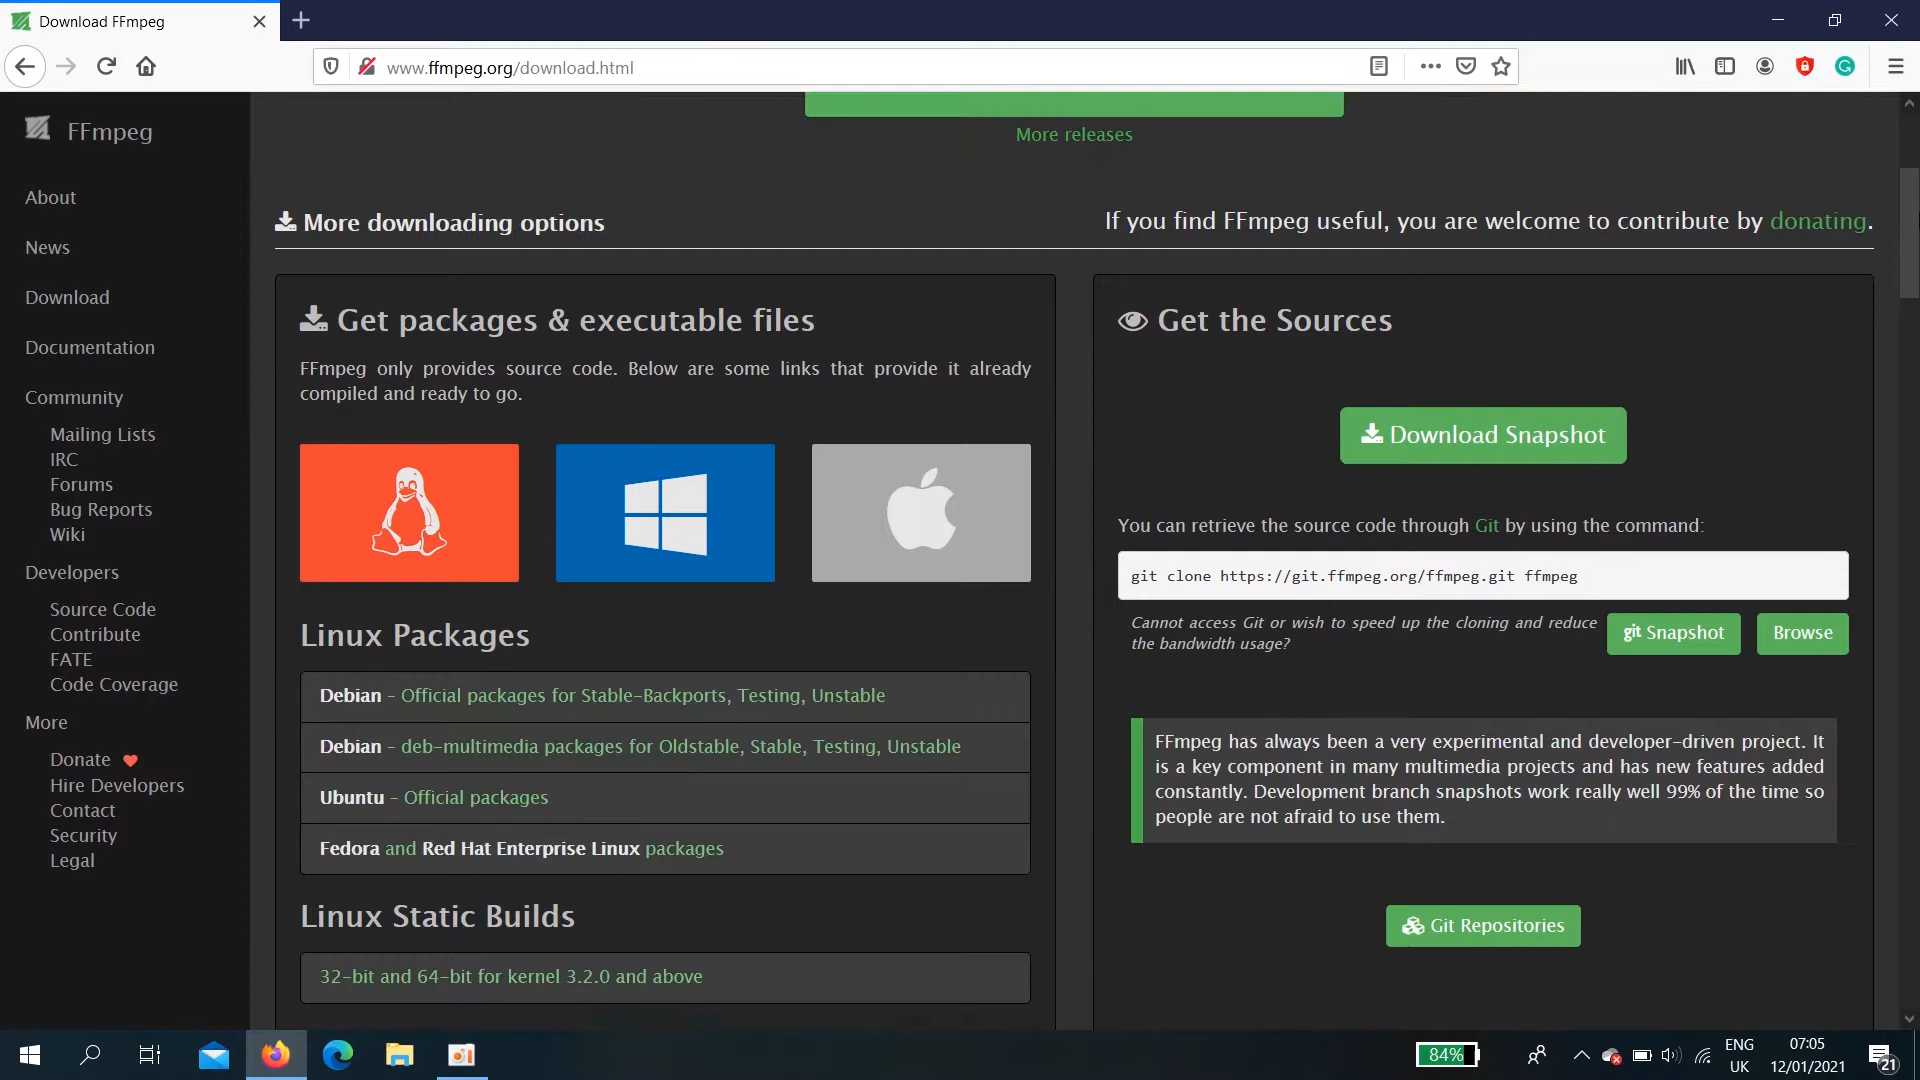 Download FFmpeg
www.ffmpeg.org/download.html
FFmpeg
About
News
Download
Documentation
Community
Mailing Lists
IRC
Forums
Bug Reports
Wiki
Developers
Source Code
Contribute
FATE
Code Coverage
More
Donate
Hire Developers
Contact
Security
Legal
More releases
More downloading options
If you find FFmpeg useful, you are welcome to contribute by donating.
Get packages & executable files
FFmpeg only provides source code. Below are some links that provide it already
compiled and ready to go.
Linux Packages
Debian – Official packages for Stable-Backports, Testing, Unstable
Debian – deb-multimedia packages for Oldstable, Stable, Testing, Unstable
Ubuntu – Official packages
Fedora and Red Hat Enterprise Linux packages
Linux Static Builds
32-bit and 64-bit for kernel 3.2.0 and above
Get the Sources
Download Snapshot
You can retrieve the source code through Git by using the command:
git clone https://git.ffmpeg.org/ffmpeg.git ffmpeg
Cannot access Git or wish to speed up the cloning and reduce
the bandwidth usage?
git Snapshot
Browse
FFmpeg has always been a very experimental and developer-driven project. It
is a key component in many multimedia projects and has new features added
constantly. Development branch snapshots work really well 99% of the time so
people are not afraid to use them.
Git Repositories
84%
ENG
UK
07:05
12/01/2021
21